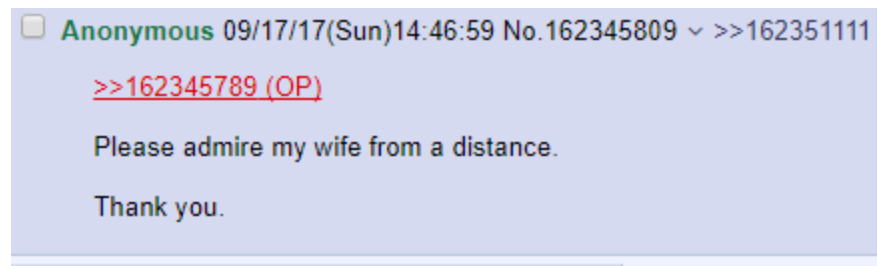 Anonymous 09/17/17(Sun)14:46:59 No.162345809 >>162351111
>>162345789 (OP)
Please admire my wife from a distance.
Thank you.